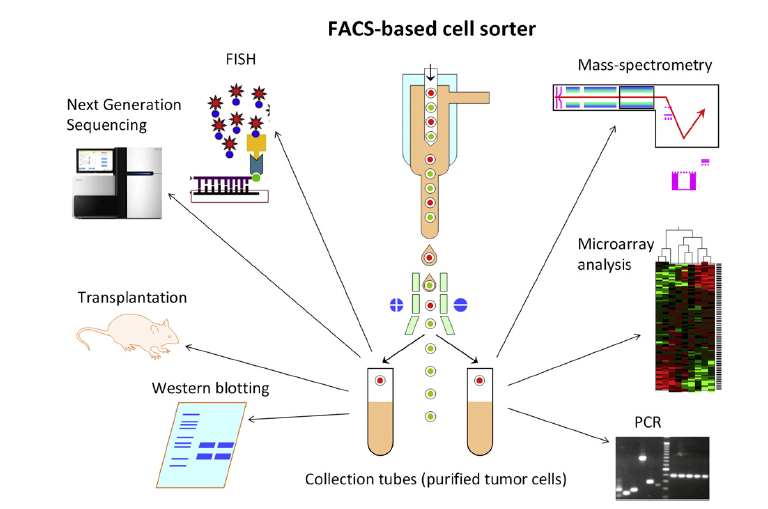 FACS-based cell sorter
FISH
Mass-spectrometry
Next Generation
Sequencing
Microarray
analysis
Transplantation
Western blotting
PCR
Collection tubes (purified tumor cells)